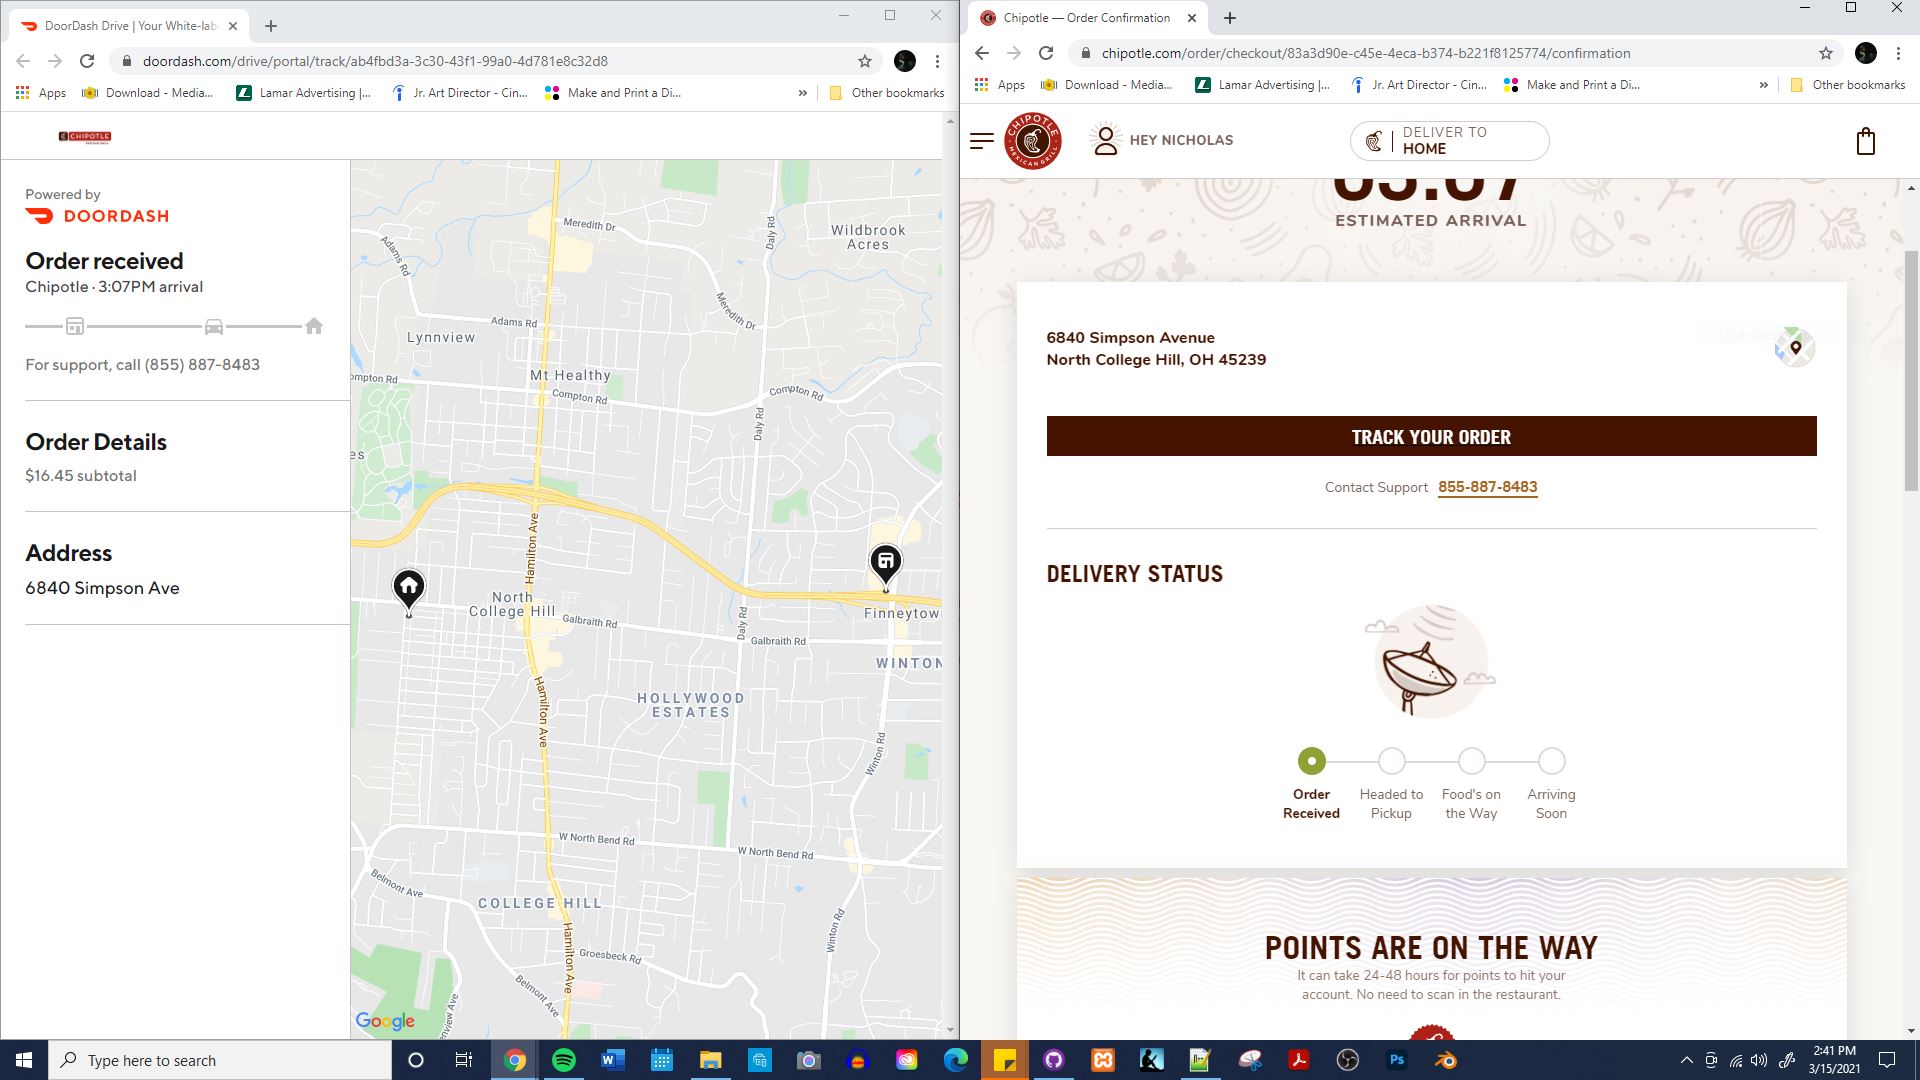 DoorDash Drive | Your White-lab
doordash.com/drive/portal/track/ab4fbd3a-3c30-43f1-99a0-4d781e8c32d8
Apps
Download - Media...
Lamar Advertising |...
Jr. Art Director - Cin...
Make and Print a Di...
»
Other bookmarks
CHIPOTLE
Powered by
DOORDASH
Order received
Chipotle · 3:07PM arrival
For support, call (855) 887-8483
Order Details
$16.45 subtotal
Address
6840 Simpson Ave
Meredith Dr
Daly Rd
Wildbrook
Acres
Adams Rd
Meredith Dr
Adams Rd
Lynnview
Mt Healthy
ompton Rd
Compton Rd
Compton Rd
Daly Rd
es
Hamilton Ave
North
College Hill
Galbraith Rd
Daly Rd
Galbraith Rd
Finneytow
WINTON
HOLLYWOOD
ESTATES
Hamilton Ave
Winton Rd
W North Bend Rd
W North Bend Rd
Belmont Ave
COLLEGE HILL
Winton Rd
Hamilton Ave
Groesbeck Rd
Belmont Ave
enview Ave
Google
Chipotle — Order Confirmation
chipotle.com/order/checkout/83a3d90e-c45e-4eca-b374-b221f8125774/confirmation
Apps
Download - Media...
Lamar Advertising |...
Jr. Art Director - Cin...
Make and Print a Di...
»
Other bookmarks
CHIPOTLE
MEXICAN GRILL
HEY NICHOLAS
DELIVER TO
HOME
03:07
ESTIMATED ARRIVAL
6840 Simpson Avenue
North College Hill, OH 45239
TRACK YOUR ORDER
Contact Support 855-887-8483
DELIVERY STATUS
Order Received
Headed to Pickup
Food's on the Way
Arriving Soon
POINTS ARE ON THE WAY
It can take 24-48 hours for points to hit your
account. No need to scan in the restaurant.
Type here to search
2:41 PM
3/15/2021